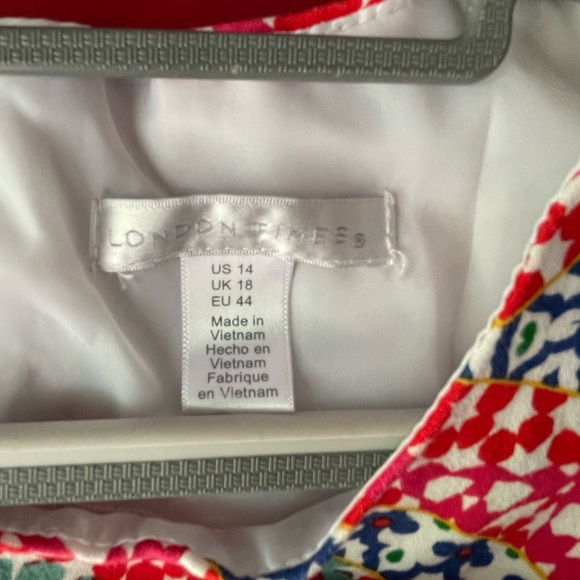 LONDON TIMES®
US 14
UK 18
EU 44
Made in
Vietnam
Hecho en
Vietnam
Fabrique
en Vietnam